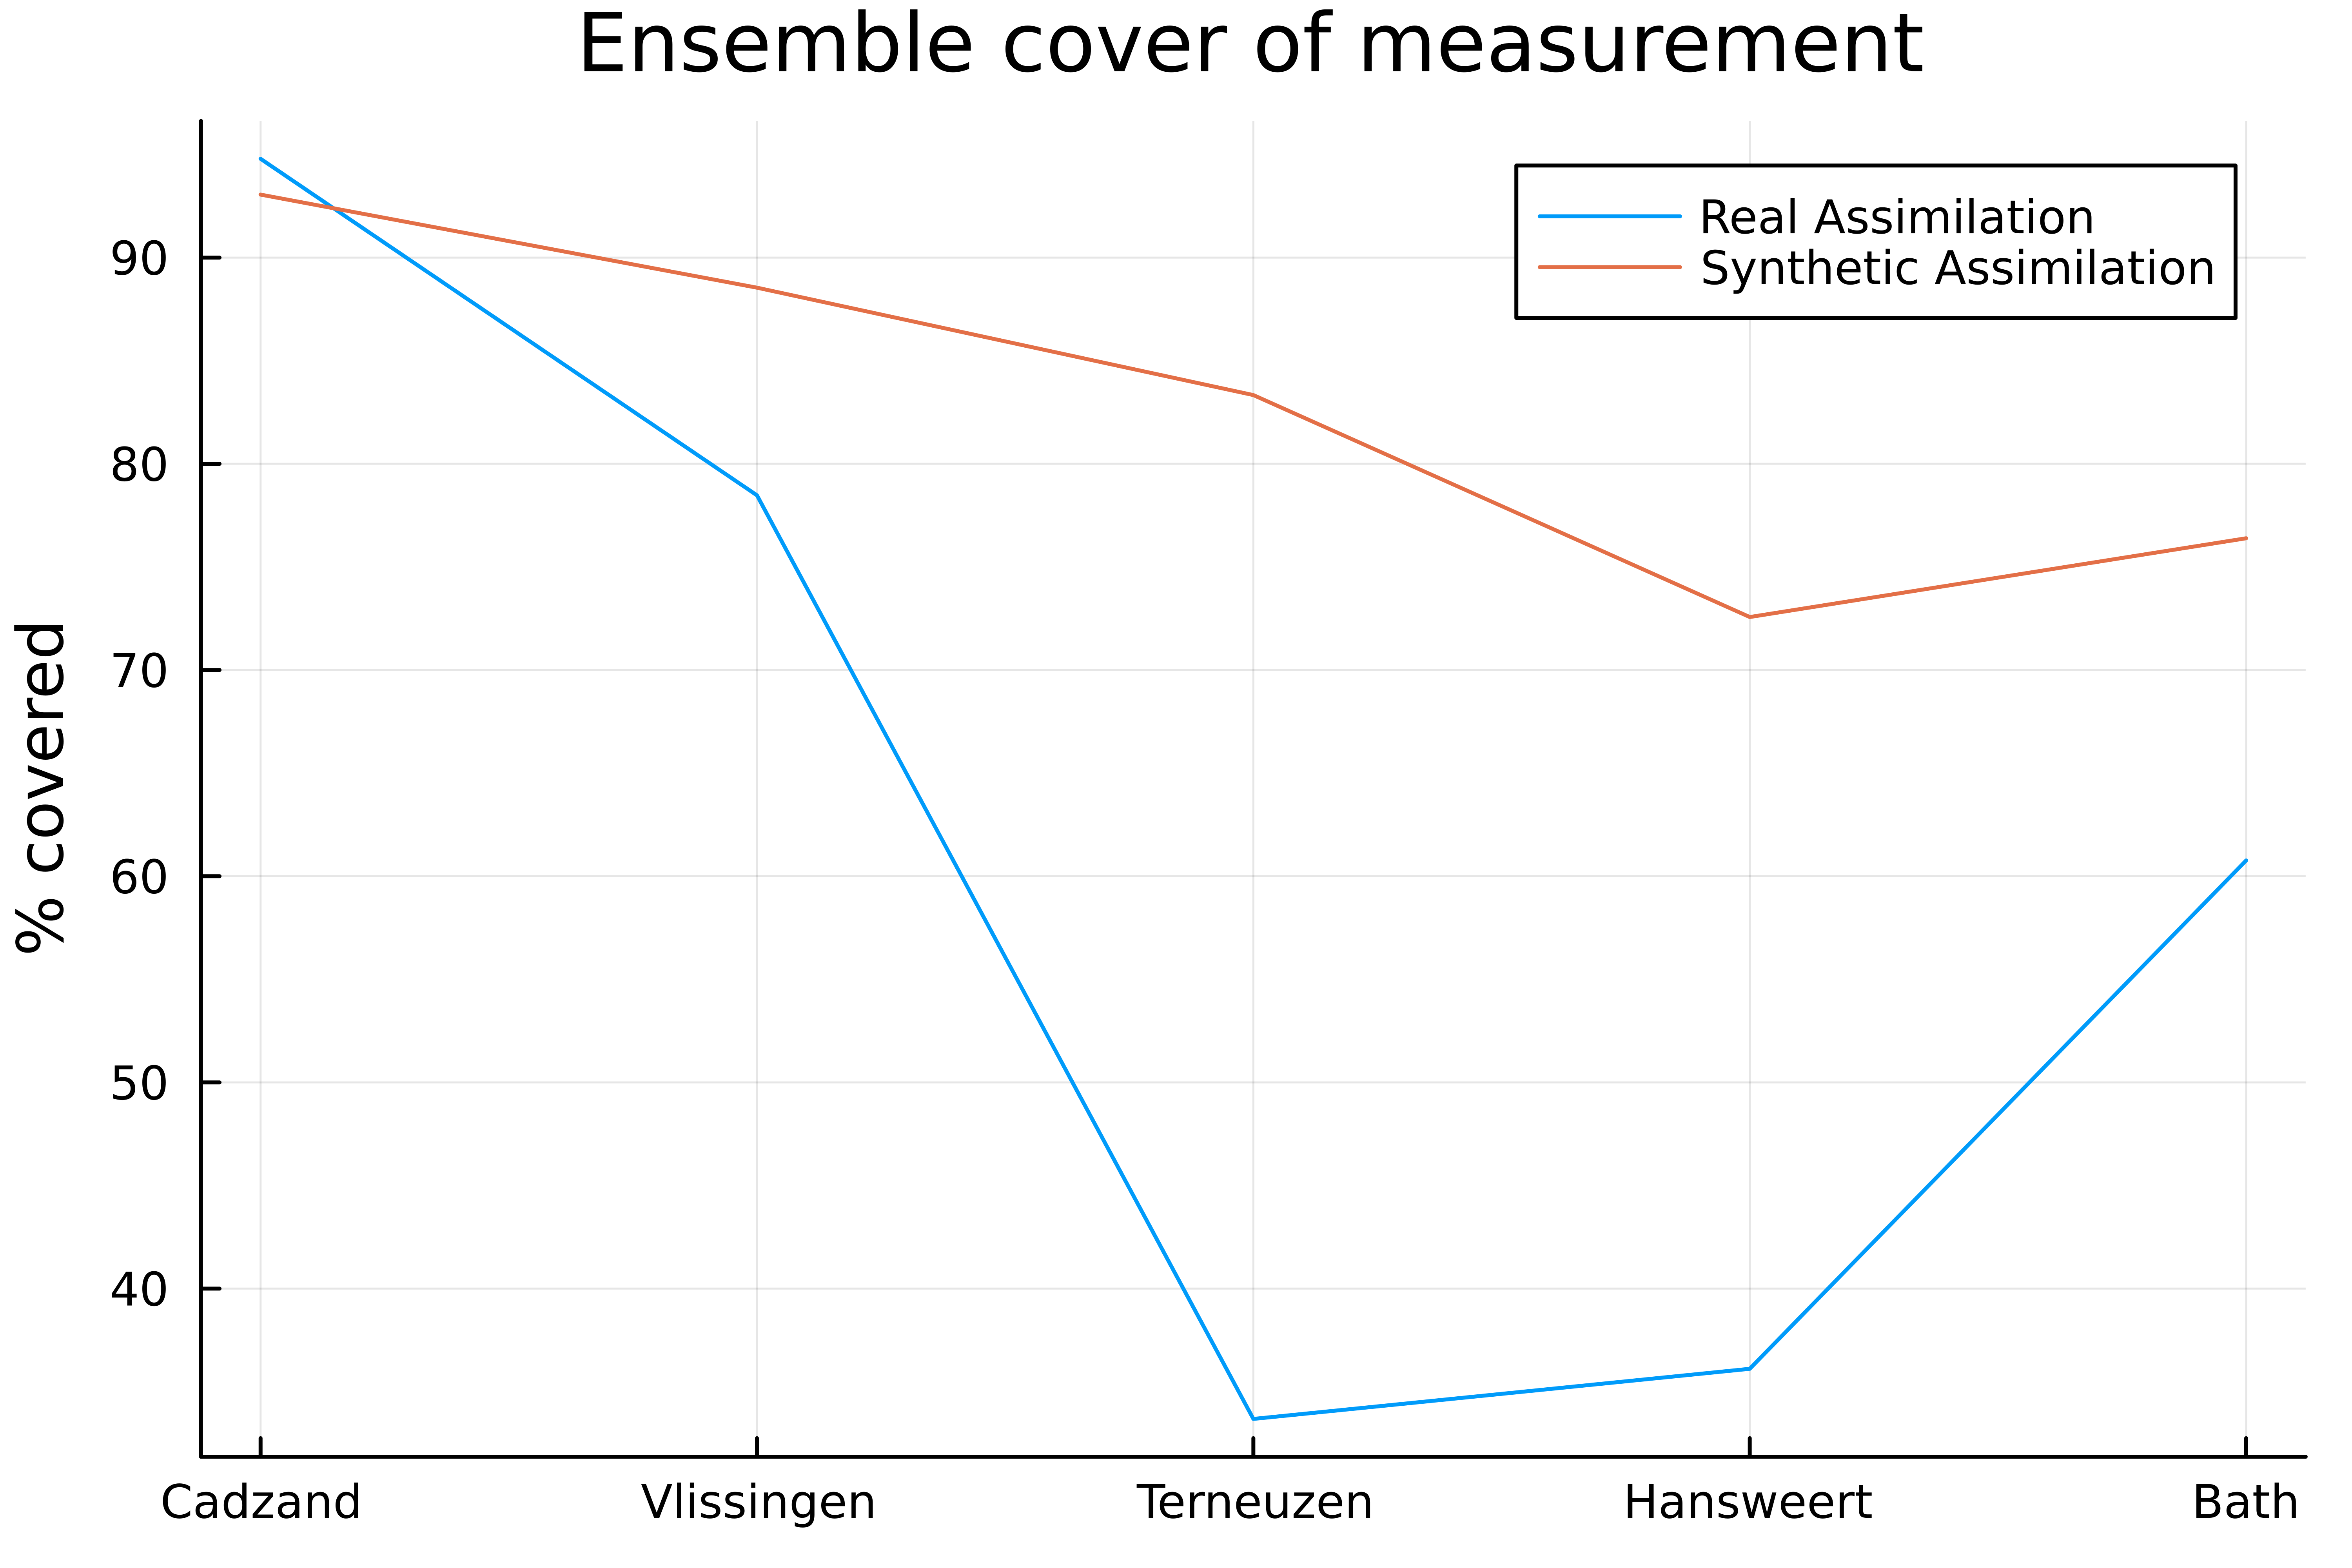 Ensemble cover of measurement
Real Assimilation
Synthetic Assimilation
% covered
90
80
70
60
50
40
Cadzand Vlissingen Terneuzen Hansweert Bath